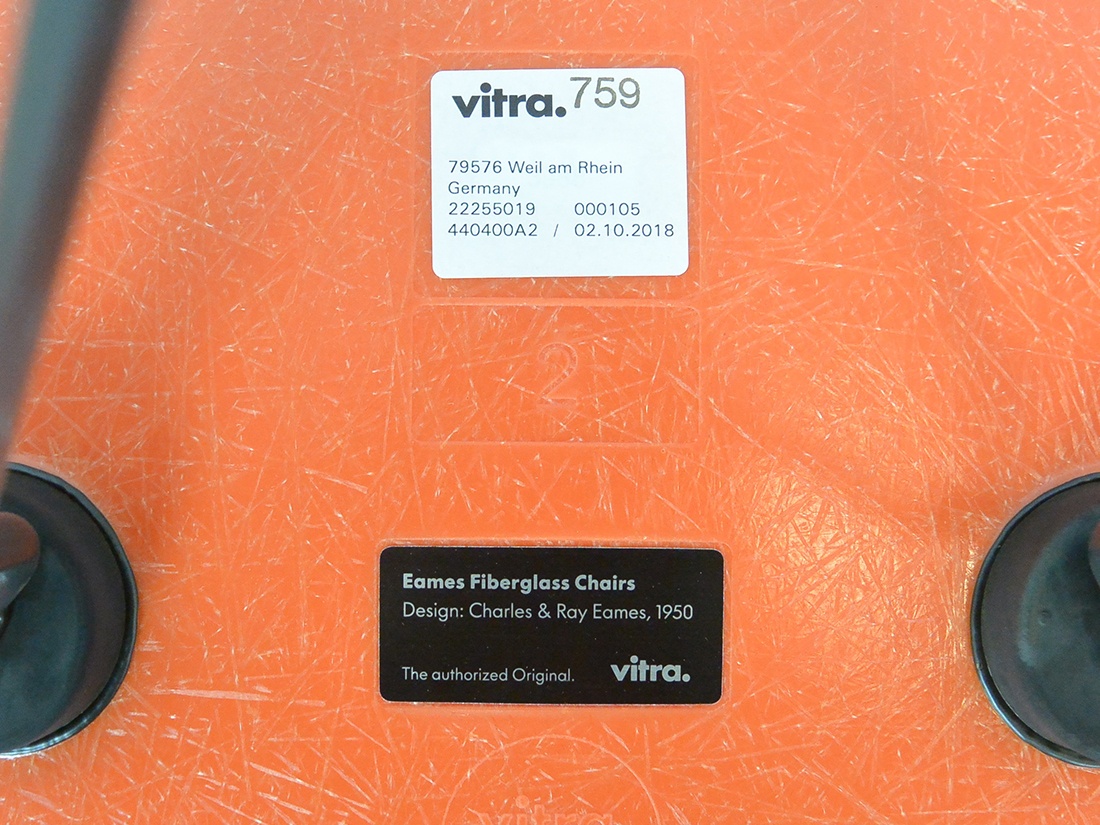 vitra. 759
79576 Weil am Rhein
Germany
22255019 000105
440400A2 / 02.10.2018
2
Eames Fiberglass Chairs
Design: Charles & Ray Eames, 1950
The authorized Original. vitra.
vitra.